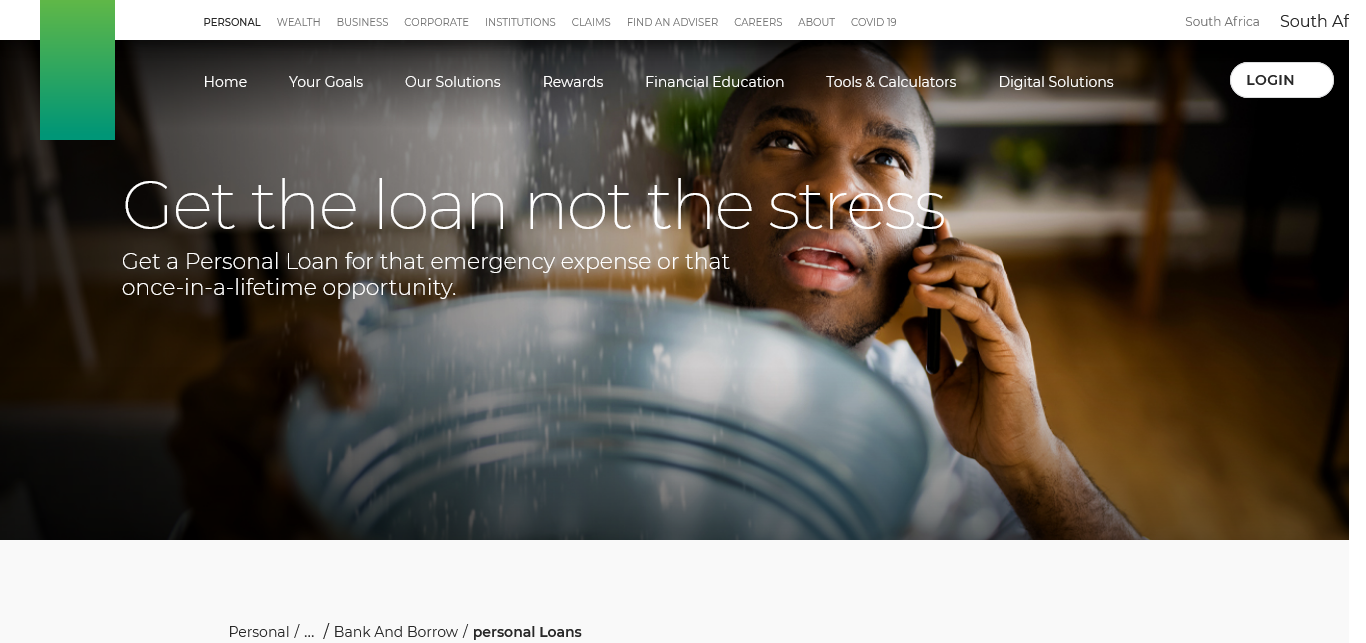 PERSONAL WEALTH BUSINESS CORPORATE INSTITUTIONS CLAIMS FIND AN ADVISER CAREERS ABOUT COVID 19 South Africa South Af
Home Your Goals Our Solutions Rewards Financial Education Tools & Calculators Digital Solutions LOGIN
Get the loan not the stress
Get a Personal Loan for that emergency expense or that
once-in-a-lifetime opportunity.
Personal / ... / Bank And Borrow / personal Loans